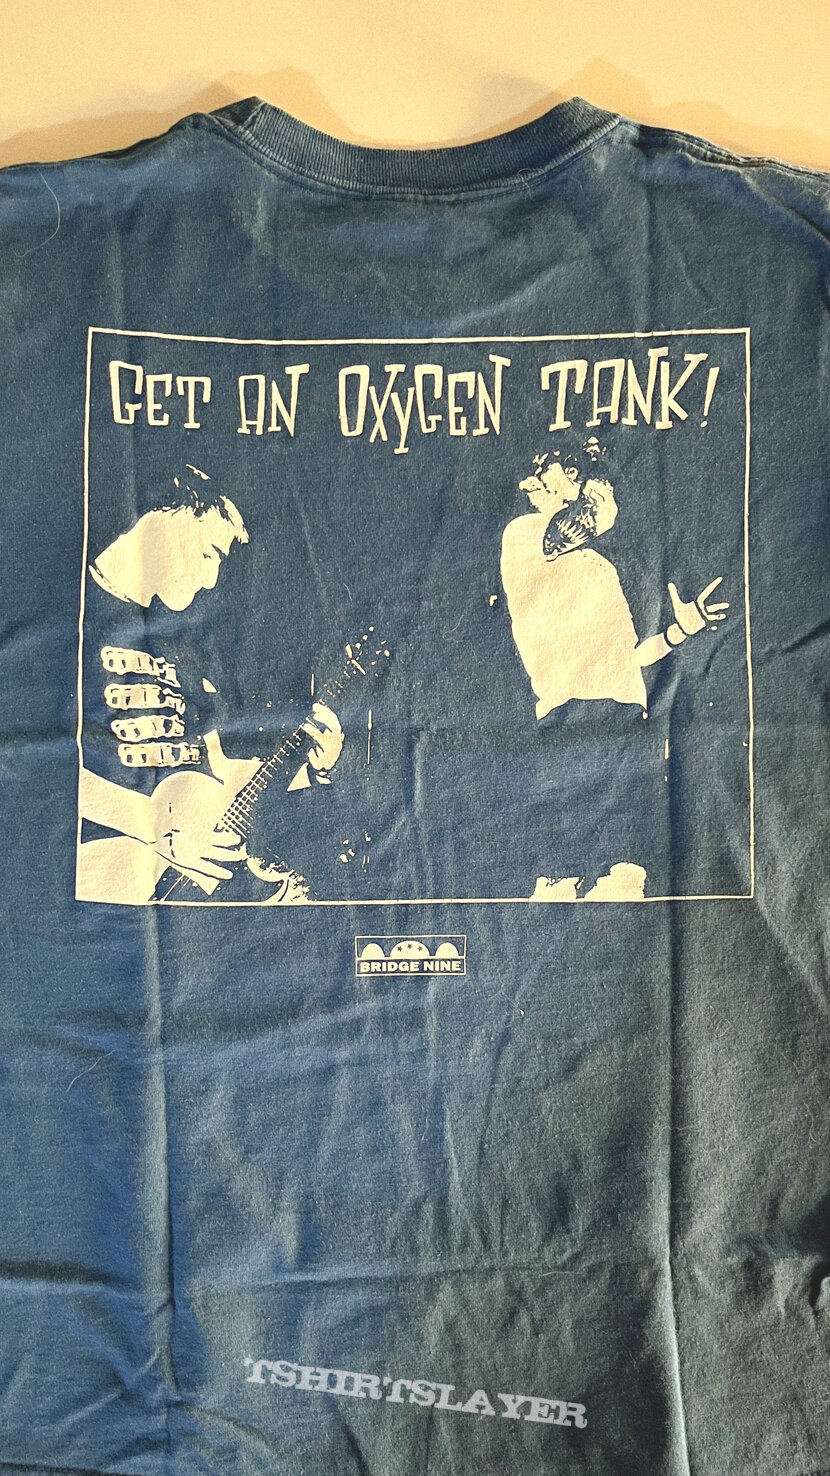 GET AN OXYGEN TANK!
BRIDGE NINE
TSHIRTSLAYER